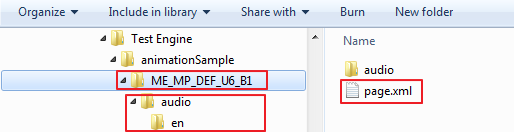 Organize Include in library Share with Burn New folder
Test Engine
animationSample
ME_MP_DEF_U6_B1
audio
en
Name
audio
page.xml